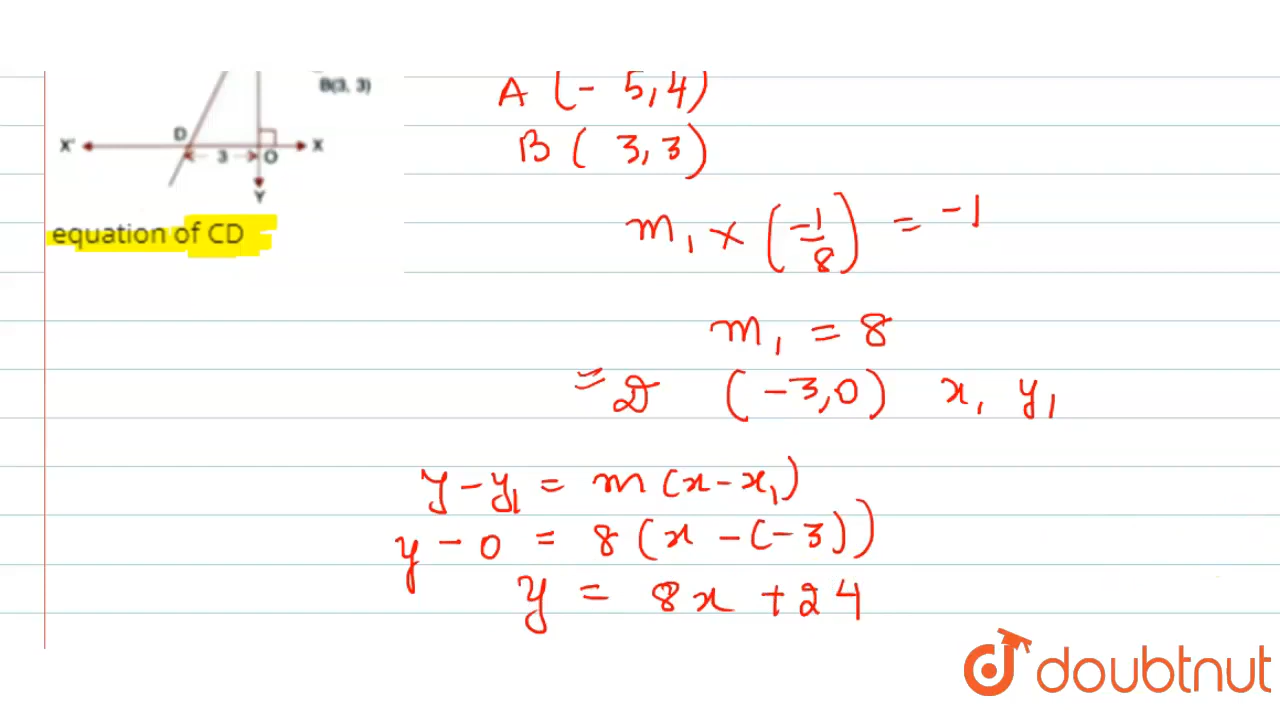 B(3, 3)
D
X' 3 O X
Y
equation of CD
A (- 5,4)
B ( 3,3)
m₁ × (-1/8) = -1
m₁ = 8
= D (-3,0) x₁ y₁
y - y₁ = m (x - x₁)
y - 0 = 8 (x - (-3))
y = 8x + 24
doubtnut